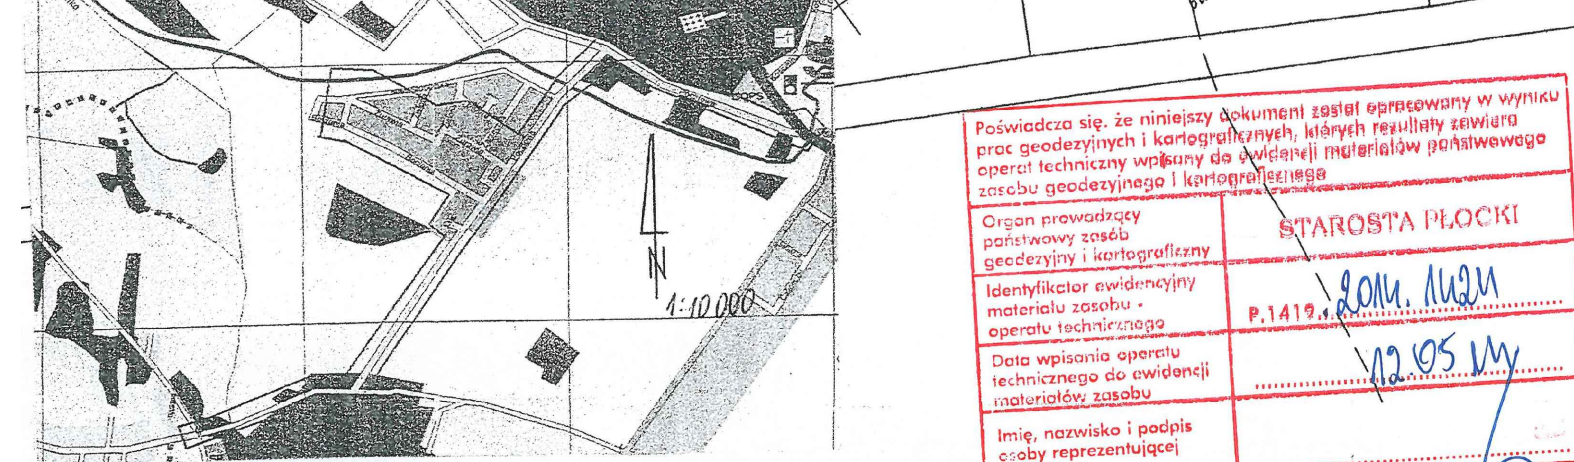 N
1:10 000
Poświadcza się, że niniejszy dokument został opracowany w wyniku
prac geodezyjnych i kartograficznych, których rezultaty zawiera
operat techniczny wpisany do ewidencji materiałów państwowego
zasobu geodezyjnego i kartograficznego
Organ prowadzący
państwowy zasób
geodezyjny i kartograficzny
STAROSTA PŁOCKI
Identyfikator ewidencyjny
materiału zasobu -
operatu technicznego
P.1419.2014.1424
Data wpisania operatu
technicznego do ewidencji
materiałów zasobu
12.05
Imię, nazwisko i podpis
osoby reprezentującej